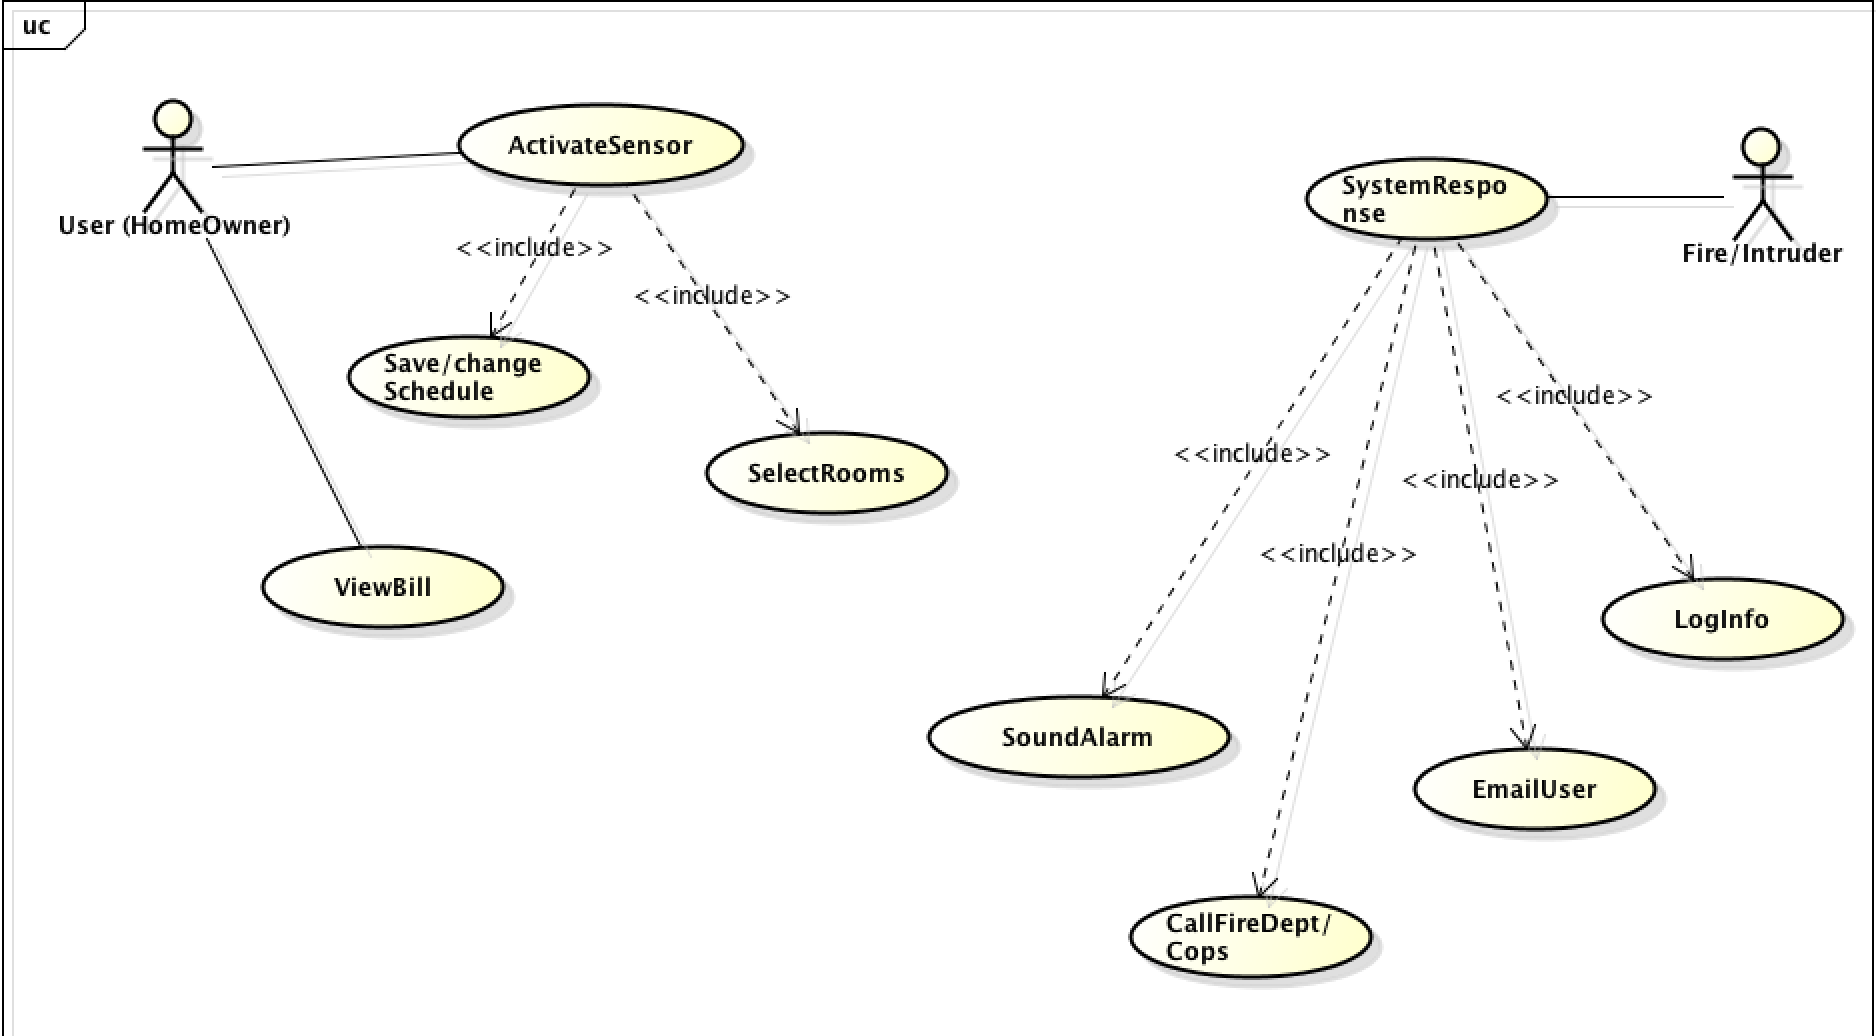 uc
ActivateSensor
SystemRespo
nse
User (HomeOwner)
<<include>>
Fire/Intruder
<<include>>
Save/change
Schedule
<<include>>
<<include>>
SelectRooms
<<include>>
<<include>>
ViewBill
LogInfo
SoundAlarm
EmailUser
CallFireDept/
Cops